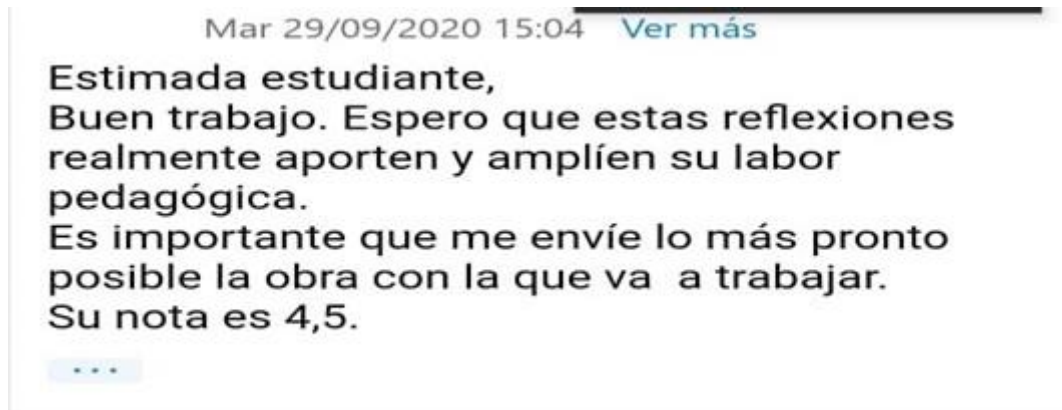 Mar 29/09/2020 15:04 Ver más
Estimada estudiante,
Buen trabajo. Espero que estas reflexiones
realmente aporten y amplíen su labor
pedagógica.
Es importante que me envíe lo más pronto
posible la obra con la que va  a trabajar.
Su nota es 4,5.
...